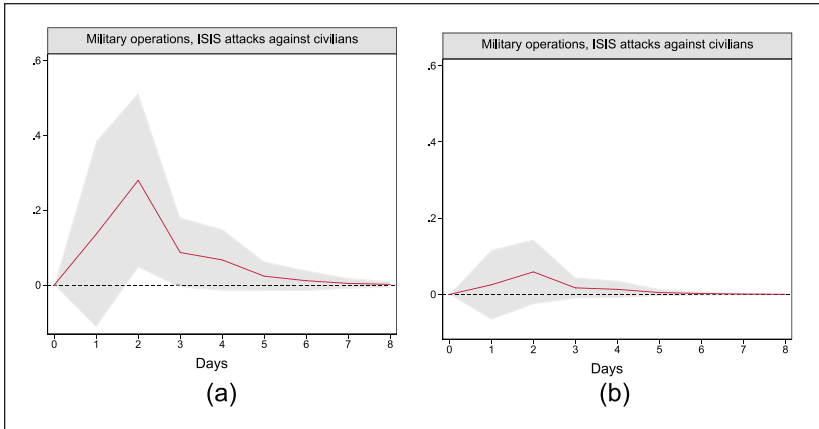 Military operations, ISIS attacks against civilians
.6
.4
.2
0
0 1 2 3 4 5 6 7 8
Days
(a)
Military operations, ISIS attacks against civilians
.6
.4
.2
0
0 1 2 3 4 5 6 7 8
Days
(b)